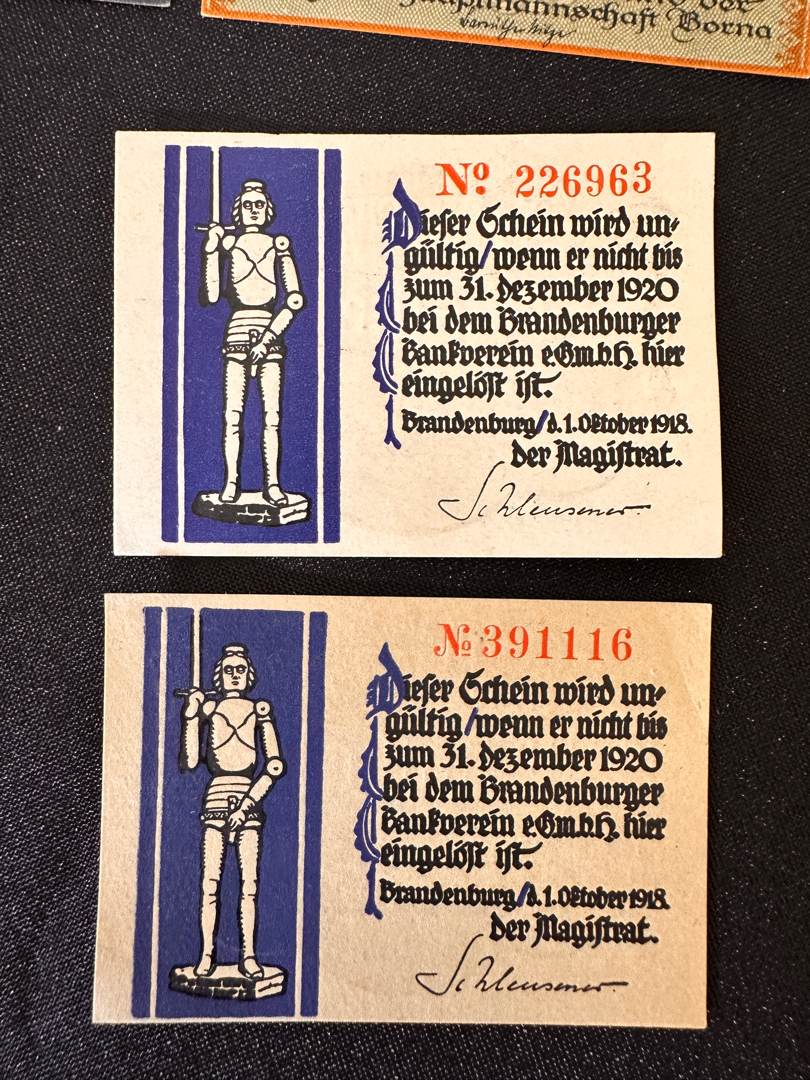 hauptmannschaft Borna
No. 226963
Dieser Schein wird un-
gültig/wenn er nicht bis
zum 31. Dezember 1920
bei dem Brandenburger
Bankverein e.G.m.b.H. hier
eingelöst ist.
Brandenburg/d. 1. Oktober 1918.
Der Magistrat.
Schleusener
No. 391116
Dieser Schein wird un-
gültig/wenn er nicht bis
zum 31. Dezember 1920
bei dem Brandenburger
Bankverein e.G.m.b.H. hier
eingelöst ist.
Brandenburg/d. 1. Oktober 1918.
Der Magistrat.
Schleusener